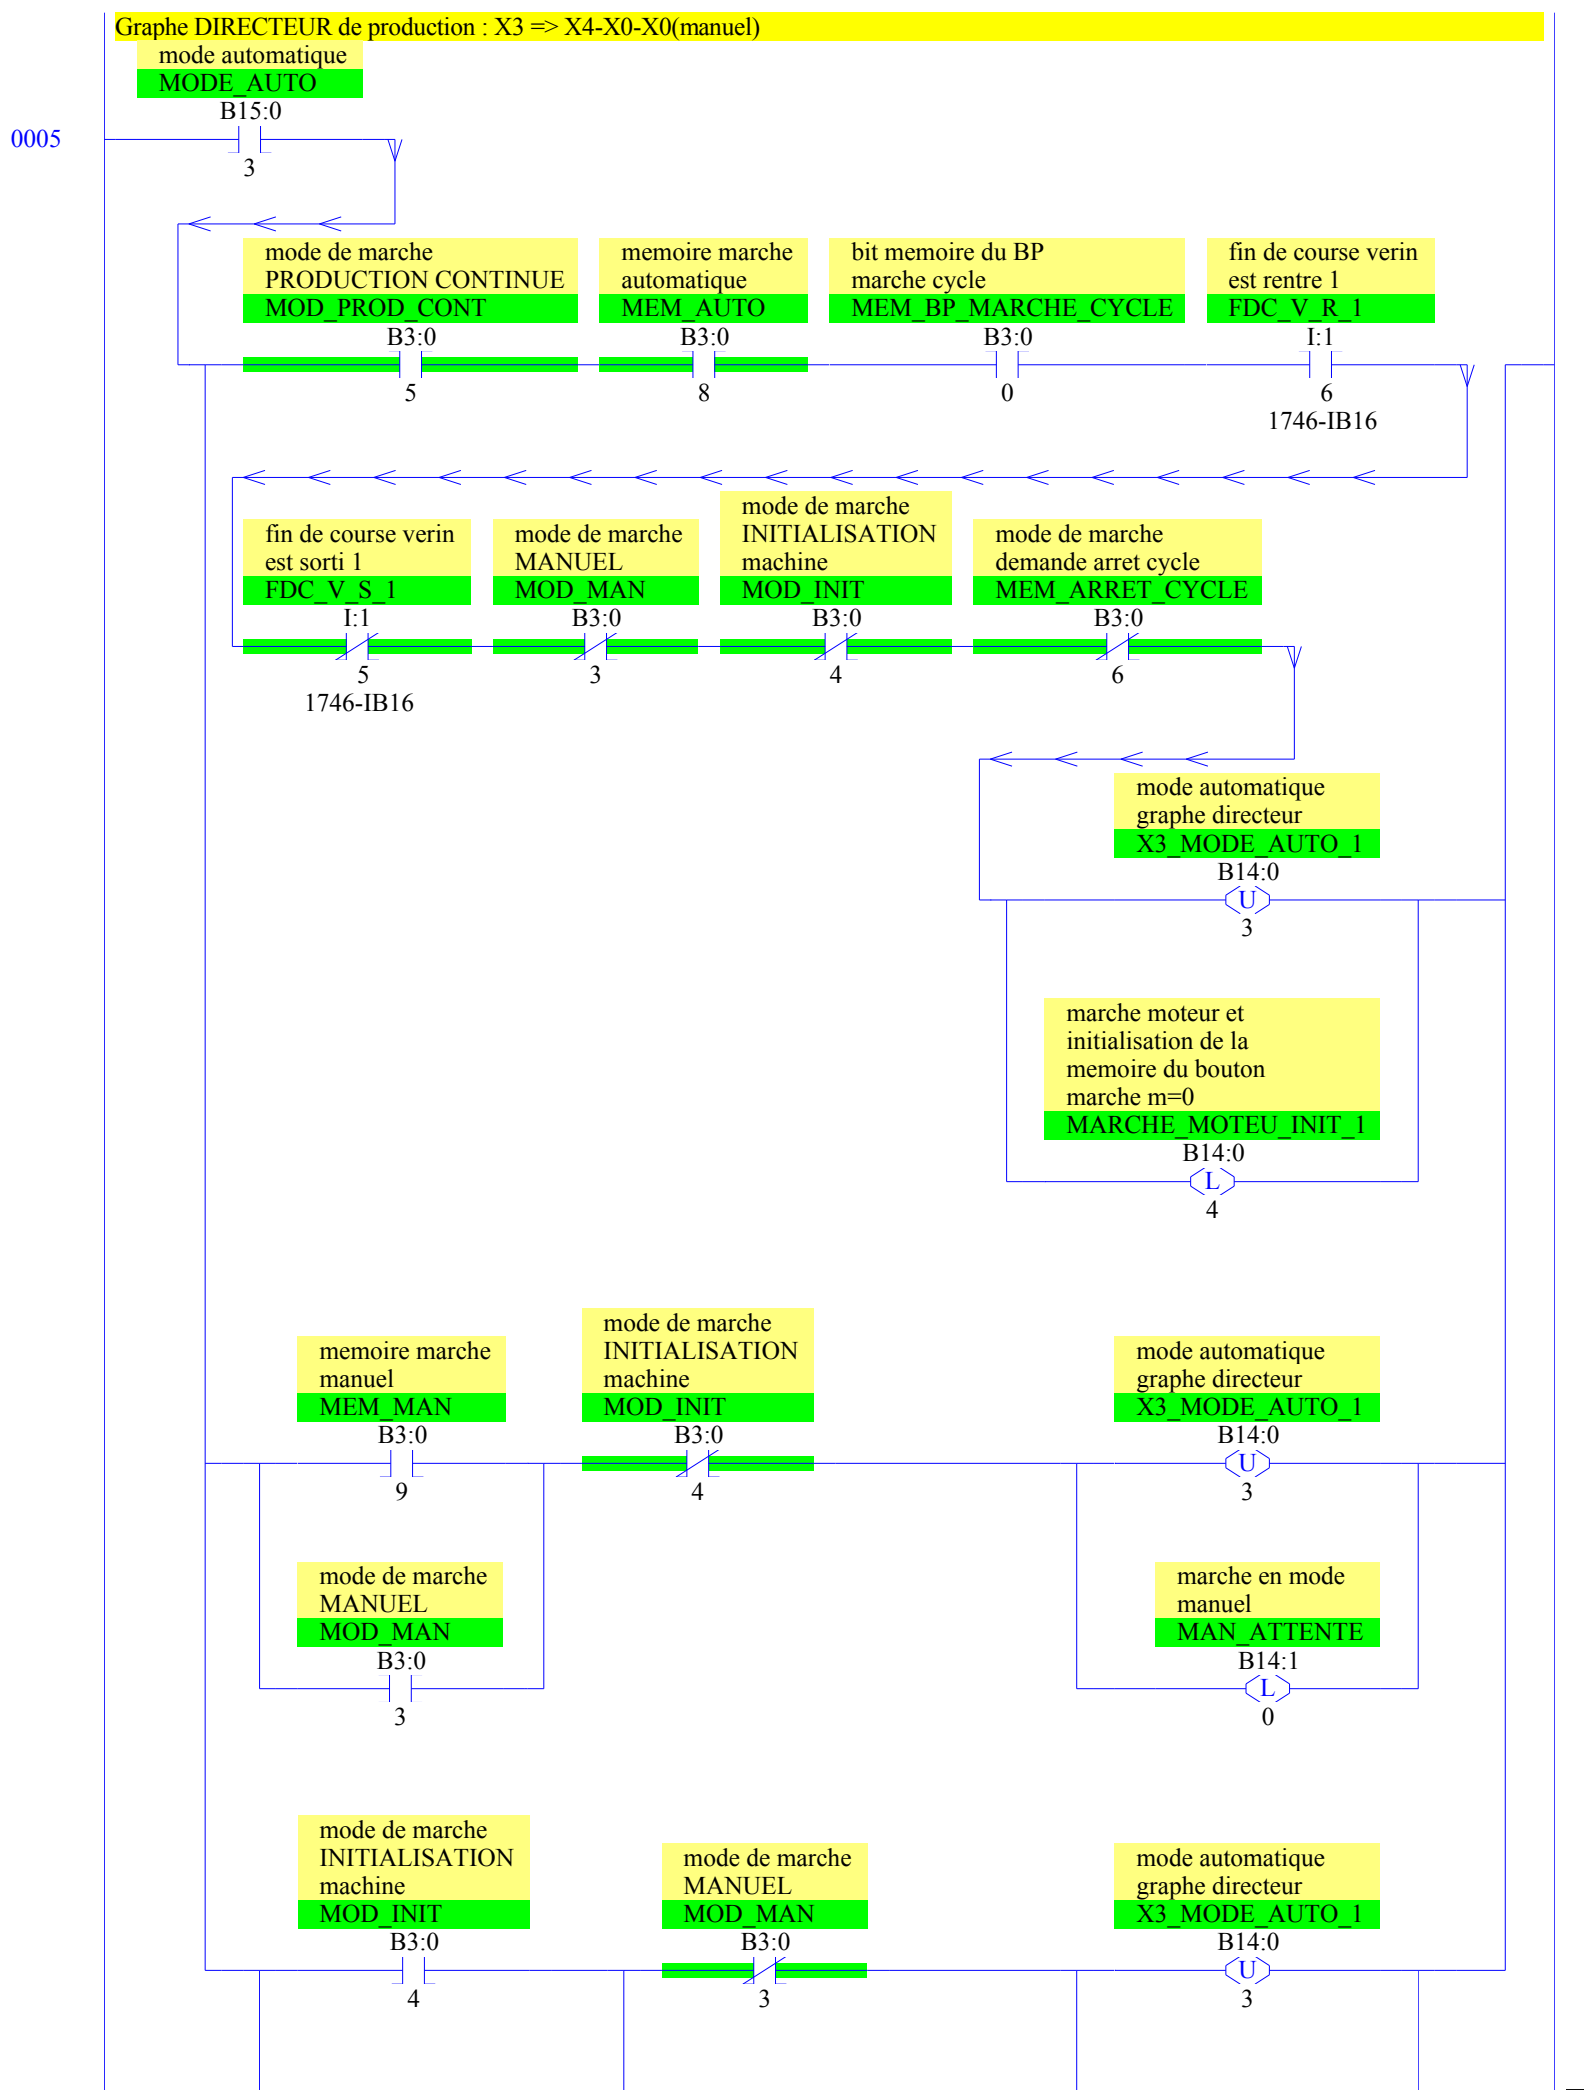 Graphe DIRECTEUR de production : X3 => X4-X0-X0(manuel)
mode automatique
MODE_AUTO
B15:0
0005
3
mode de marche
PRODUCTION CONTINUE
MOD_PROD_CONT
B3:0
5
memoire marche
automatique
MEM_AUTO
B3:0
8
bit memoire du BP
marche cycle
MEM_BP_MARCHE_CYCLE
B3:0
0
fin de course verin
est rentre 1
FDC_V_R_1
I:1
6
1746-IB16
fin de course verin
est sorti 1
FDC_V_S_1
I:1
5
1746-IB16
mode de marche
MANUEL
MOD_MAN
B3:0
3
mode de marche
INITIALISATION
machine
MOD_INIT
B3:0
4
mode de marche
demande arret cycle
MEM_ARRET_CYCLE
B3:0
6
mode automatique
graphe directeur
X3_MODE_AUTO_1
B14:0
U
3
marche moteur et
initialisation de la
memoire du bouton
marche m=0
MARCHE_MOTEU_INIT_1
B14:0
L
4
memoire marche
manuel
MEM_MAN
B3:0
9
mode de marche
INITIALISATION
machine
MOD_INIT
B3:0
4
mode automatique
graphe directeur
X3_MODE_AUTO_1
B14:0
U
3
mode de marche
MANUEL
MOD_MAN
B3:0
3
marche en mode
manuel
MAN_ATTENTE
B14:1
L
0
mode de marche
INITIALISATION
machine
MOD_INIT
B3:0
4
mode de marche
MANUEL
MOD_MAN
B3:0
3
mode automatique
graphe directeur
X3_MODE_AUTO_1
B14:0
U
3